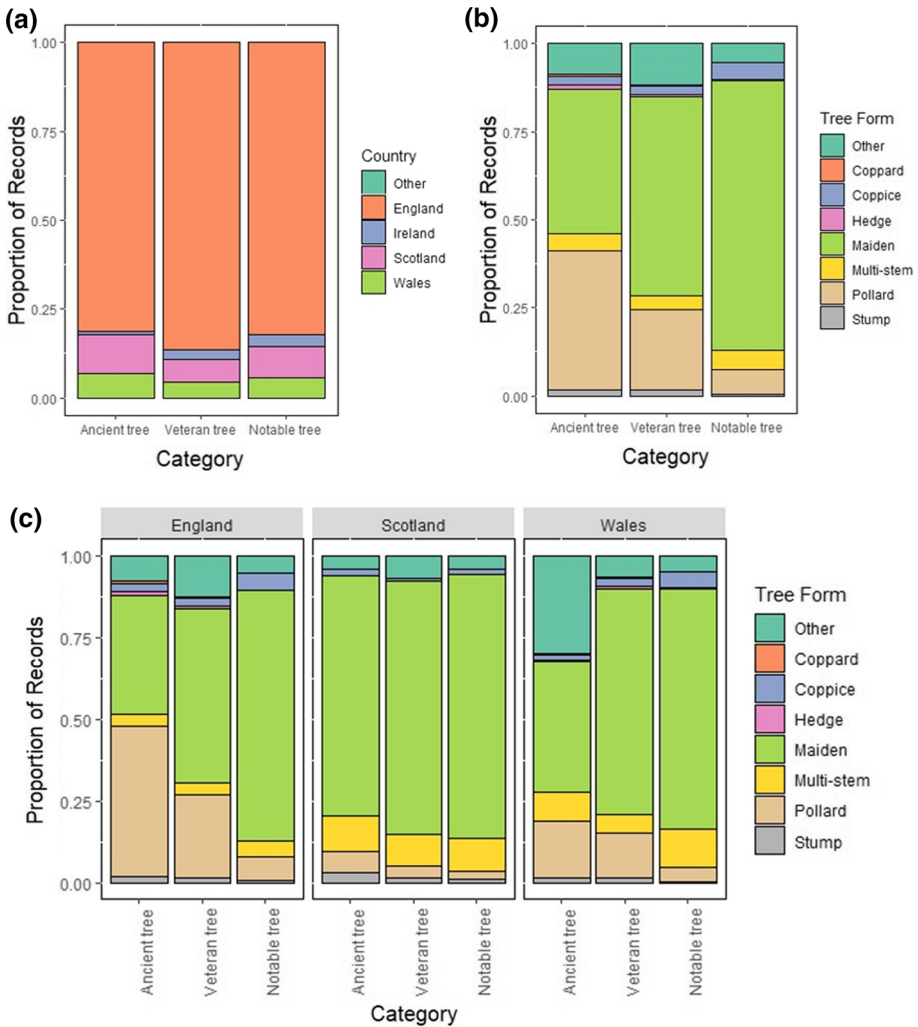 (a)
1.00
0.75
0.50
0.25
0.00
Proportion of Records
Ancient tree Veteran tree Notable tree
Category
Country
Other
England
Ireland
Scotland
Wales
(b)
1.00
0.75
0.50
0.25
0.00
Proportion of Records
Ancient tree Veteran tree Notable tree
Category
Tree Form
Other
Coppard
Coppice
Hedge
Maiden
Multi-stem
Pollard
Stump
(c)
England Scotland Wales
1.00
0.75
0.50
0.25
0.00
Proportion of Records
Ancient tree
Veteran tree
Notable tree
Ancient tree
Veteran tree
Notable tree
Ancient tree
Veteran tree
Notable tree
Category
Tree Form
Other
Coppard
Coppice
Hedge
Maiden
Multi-stem
Pollard
Stump